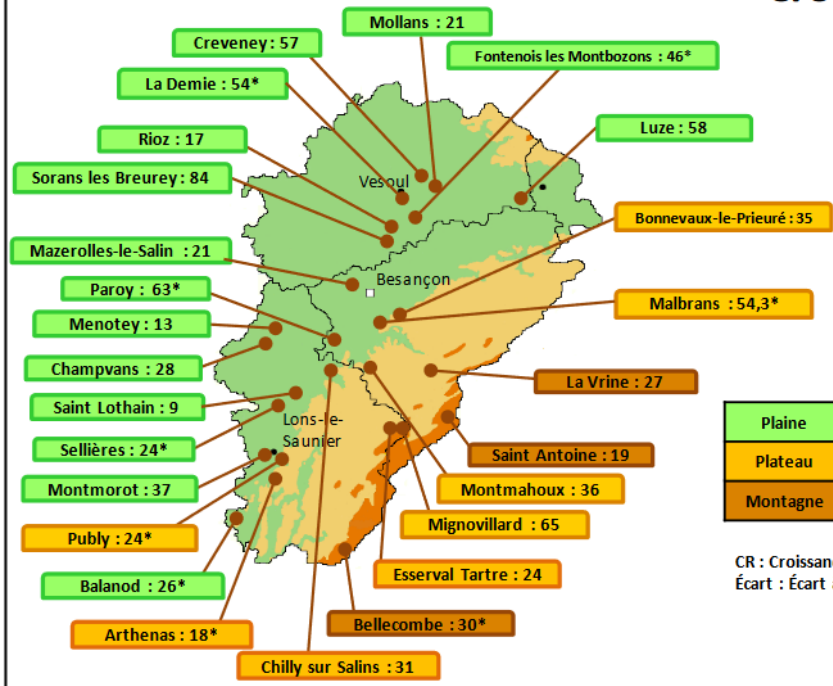 Mollans : 21
Creveney : 57
Fontenois les Montbozons : 46*
La Demie : 54*
Luze : 58
Rioz : 17
Vesoul
Sorans les Breurey : 84
Bonnevaux-le-Prieuré : 35
Mazerolles-le-Salin : 21
Besançon
Paroy : 63*
Malbrans : 54,3*
Menotey : 13
Champvans : 28
La Vrine : 27
Saint Lothain : 9
Lons-le-
Saunier
Plaine
Sellières : 24*
Saint Antoine : 19
Plateau
Montmorot : 37
Montmahoux : 36
Montagne
Publy : 24*
Mignovillard : 65
Balanod : 26*
Esserval Tartre : 24
CR : Croissan
Écart : Écart
Arthenas : 18*
Bellecombe : 30*
Chilly sur Salins : 31